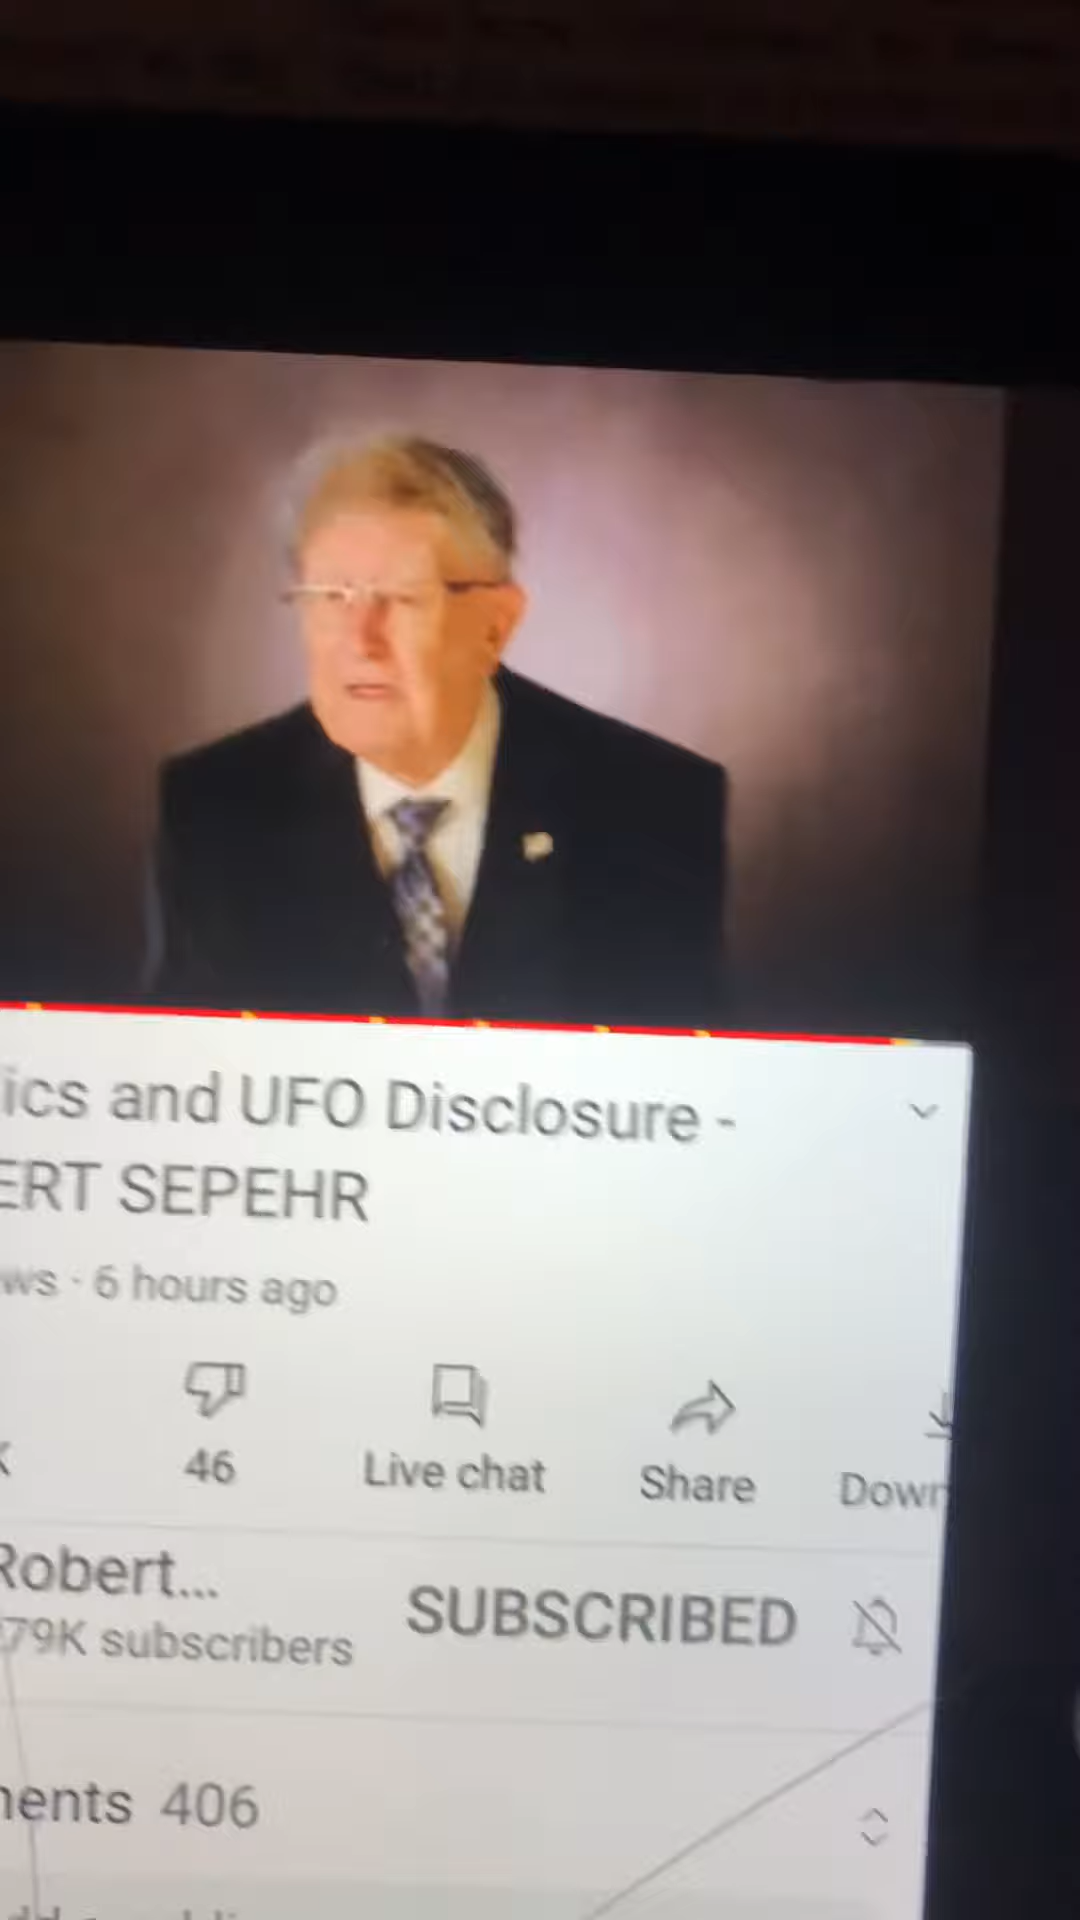 ics and UFO Disclosure -
ERT SEPEHR
ws · 6 hours ago
46
Live chat
Share
Down
Robert...
79K subscribers
SUBSCRIBED
ments 406